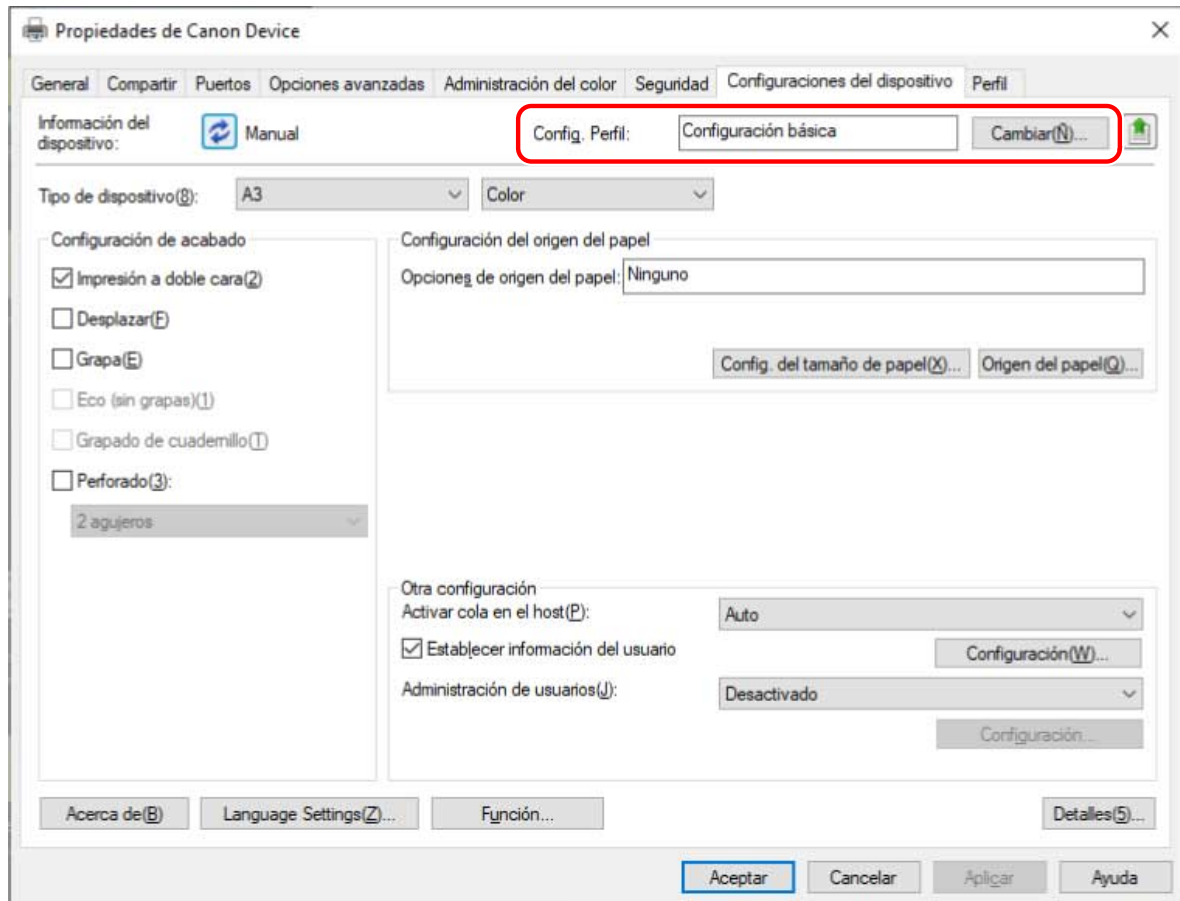 Propiedades de Canon Device
General Compartir Puertos Opciones avanzadas Administración del color Seguridad Configuraciones del dispositivo Perfil
Información del
dispositivo:
Manual
Config. Perfil:
Configuración básica
Cambiar(Ñ)...
Tipo de dispositivo(8):
A3
Color
Configuración de acabado
Impresión a doble cara(2)
Desplazar(F)
Grapa(E)
Eco (sin grapas)(1)
Grapado de cuadernillo(T)
Perforado(3):
2 agujeros
Configuración del origen del papel
Opciones de origen del papel: Ninguno
Config. del tamaño de papel(X)... Origen del papel(Q)...
Otra configuración
Activar cola en el host(P): Auto
Establecer información del usuario Configuración(W)...
Administración de usuarios(J): Desactivado
Configuración...
Acerca de(B) Language Settings(Z)... Función... Detalles(5)...
Aceptar Cancelar Aplicar Ayuda